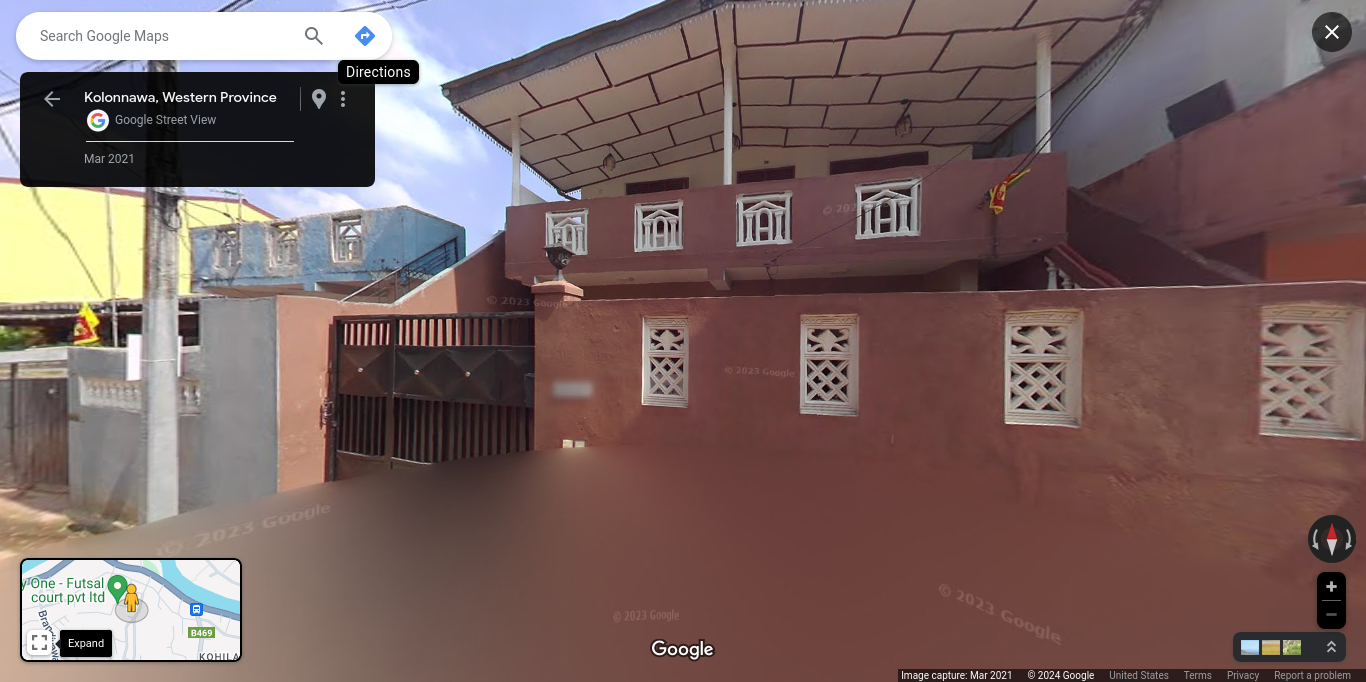 Search Google Maps
Directions
Kolonnawa, Western Province
Google Street View
Mar 2021
© 2023 Google
© 2023 Google
© 2023 Google
© 2023 Google
© 2023 Google
y One - Futsal
court pvt ltd
B469
KOHILA
Expand
Google
Image capture: Mar 2021 © 2024 Google United States Terms Privacy Report a problem